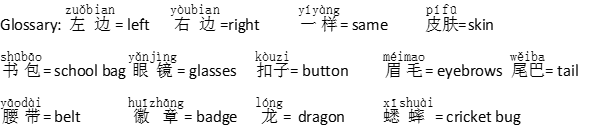 zuǒbian yòubian yíyàng pífū
Glossary: 左边= left 右边=right 一样= same 皮肤=skin
shūbāo yǎnjìng kòuzi méimao wěiba
书包=school bag 眼镜= glasses 扣子= button 眉毛= eyebrows 尾巴= tail
yāodài huīzhāng lóng xīshuài
腰带=belt 徽章= badge 龙= dragon 蟋蟀= cricket bug